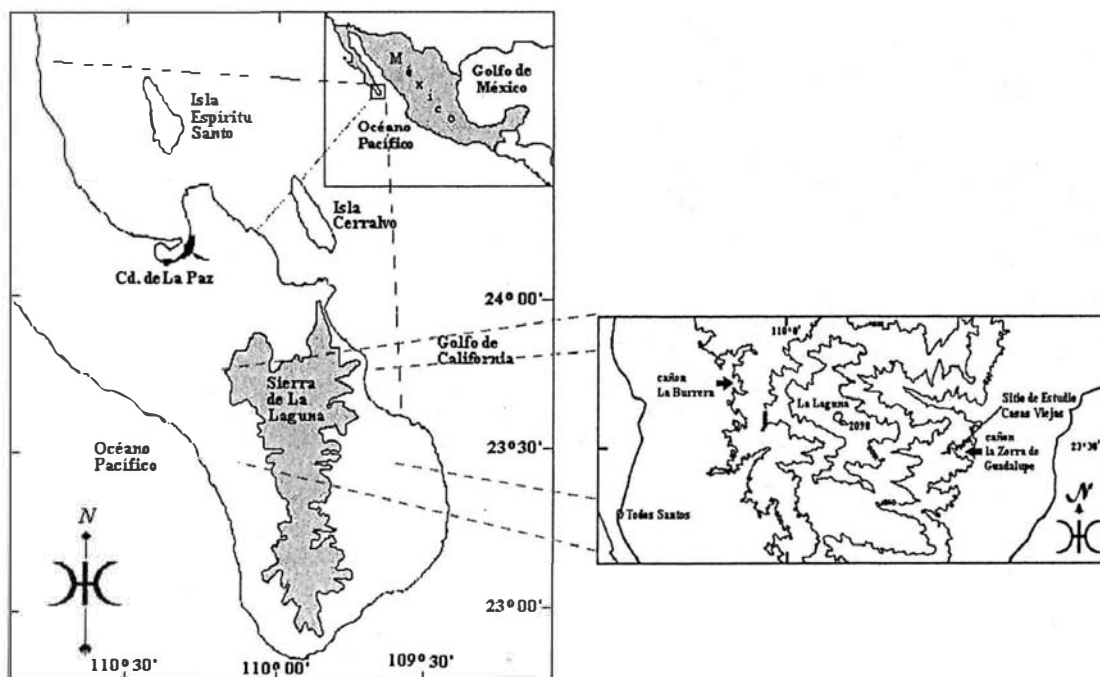 M é x i c o
Golfo de
México
Océano
Pacífico
Isla
Espíritu
Santo
Isla
Cerralvo
Cd. de La Paz
24° 00'
Golfo de
California
Sierra
de La
Laguna
Océano
Pacífico
23° 30'
N
23° 00'
110° 30'
110° 00'
109° 30'
110° 0'
cañon
La Burrera
La Laguna
2090
Sitio de Estudio
Casas Viejas
cañon
la Zorra de
Guadalupe
23° 30'
Todos Santos
N